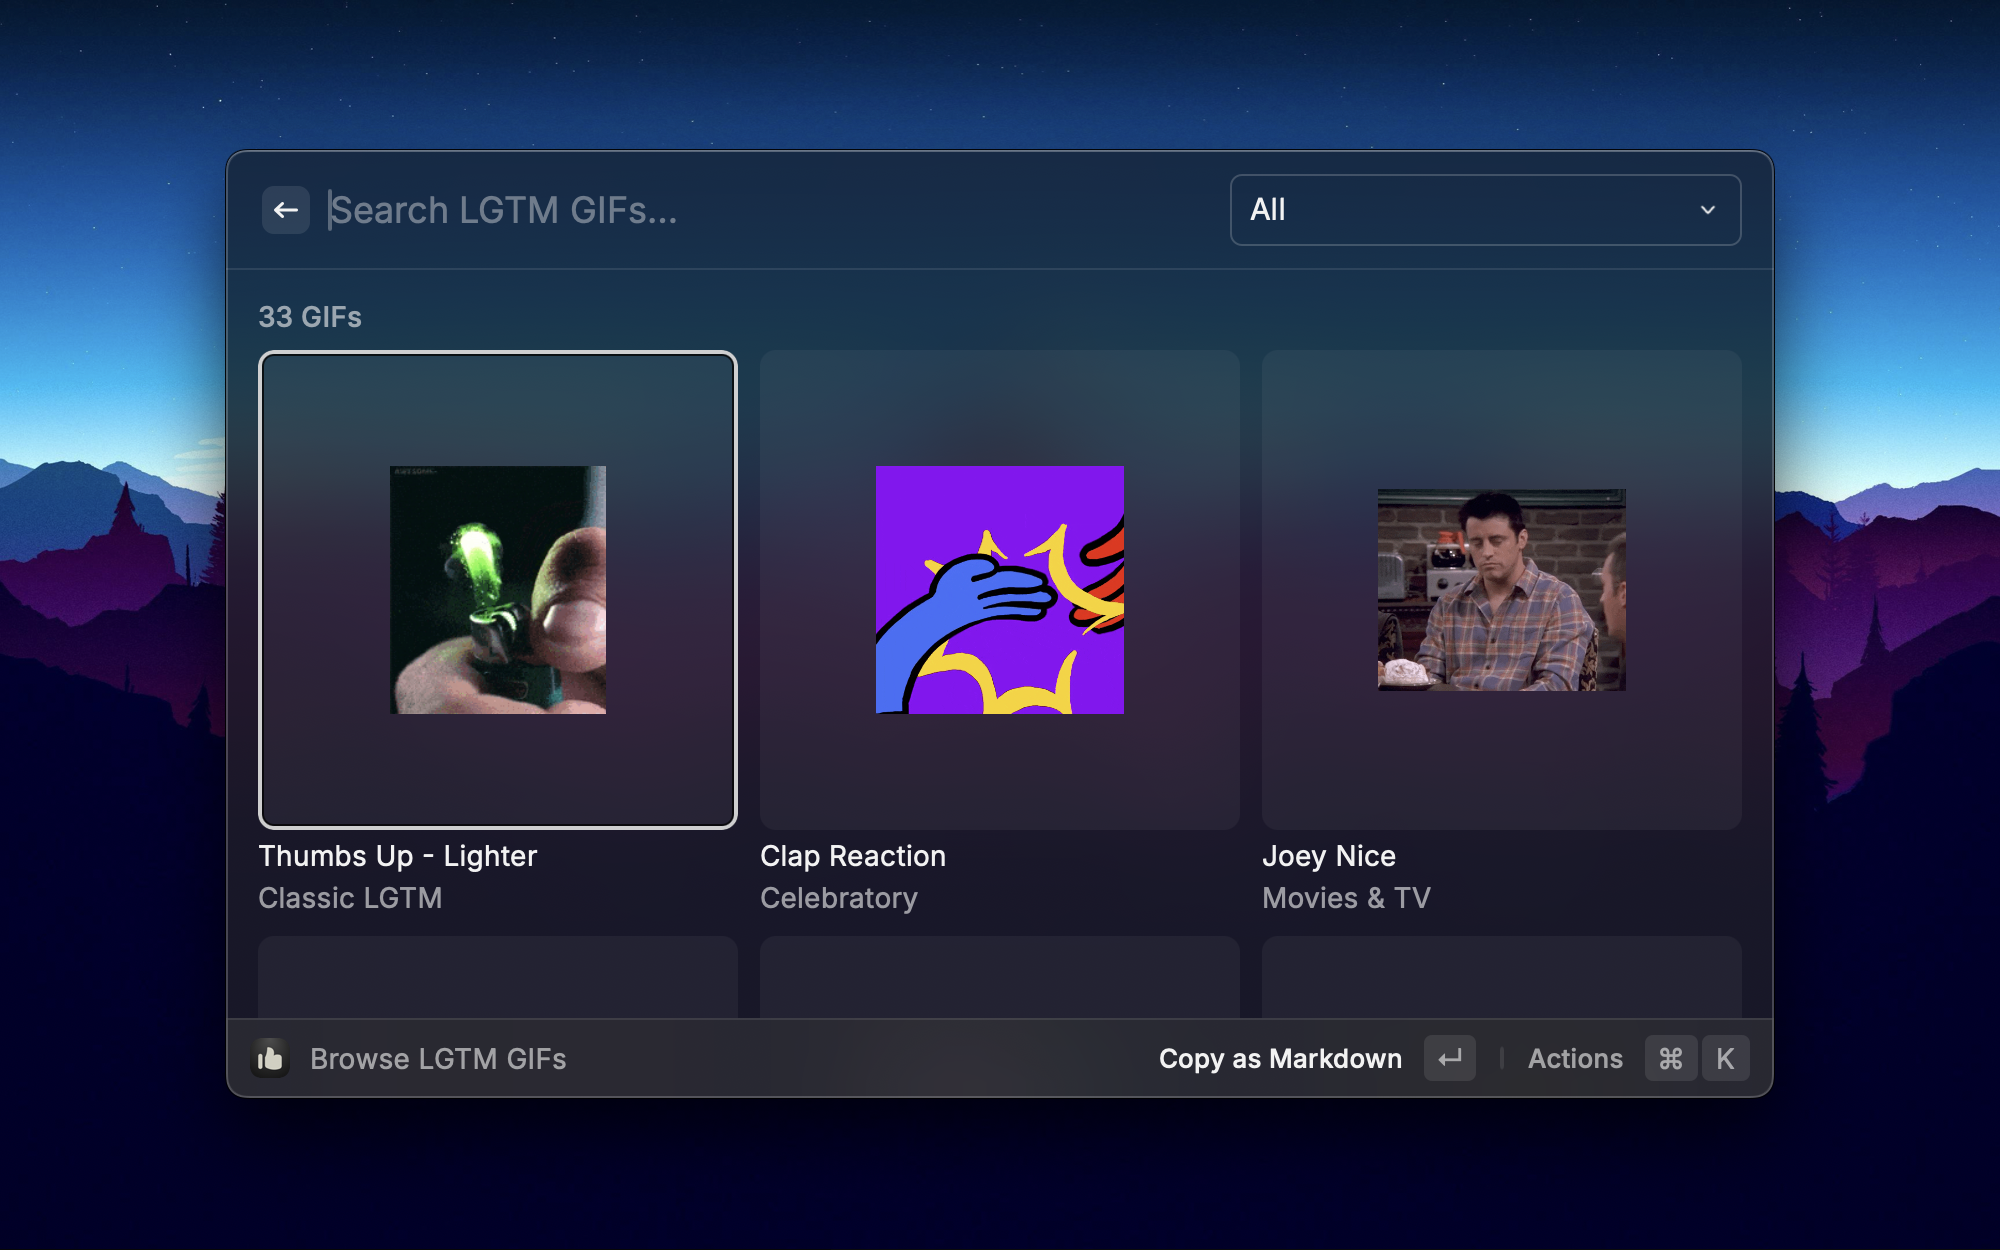 Search LGTM GIFs...
All
33 GIFs
AWESOME.
Thumbs Up - Lighter
Classic LGTM
Clap Reaction
Celebratory
Joey Nice
Movies & TV
Browse LGTM GIFs
Copy as Markdown
Actions
⌘ K